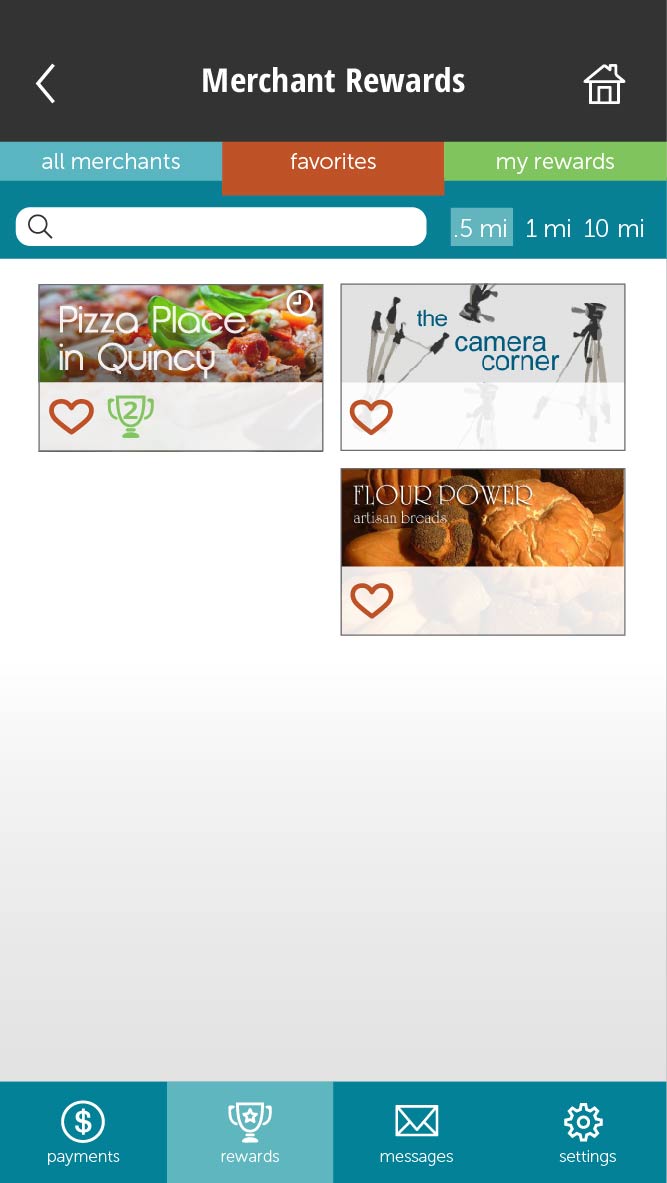 Merchant Rewards
all merchants
favorites
my rewards
.5 mi
1 mi
10 mi
Pizza Place
in Quincy
2
the
camera
corner
FLOUR POWER
artisan breads
$
payments
rewards
messages
settings